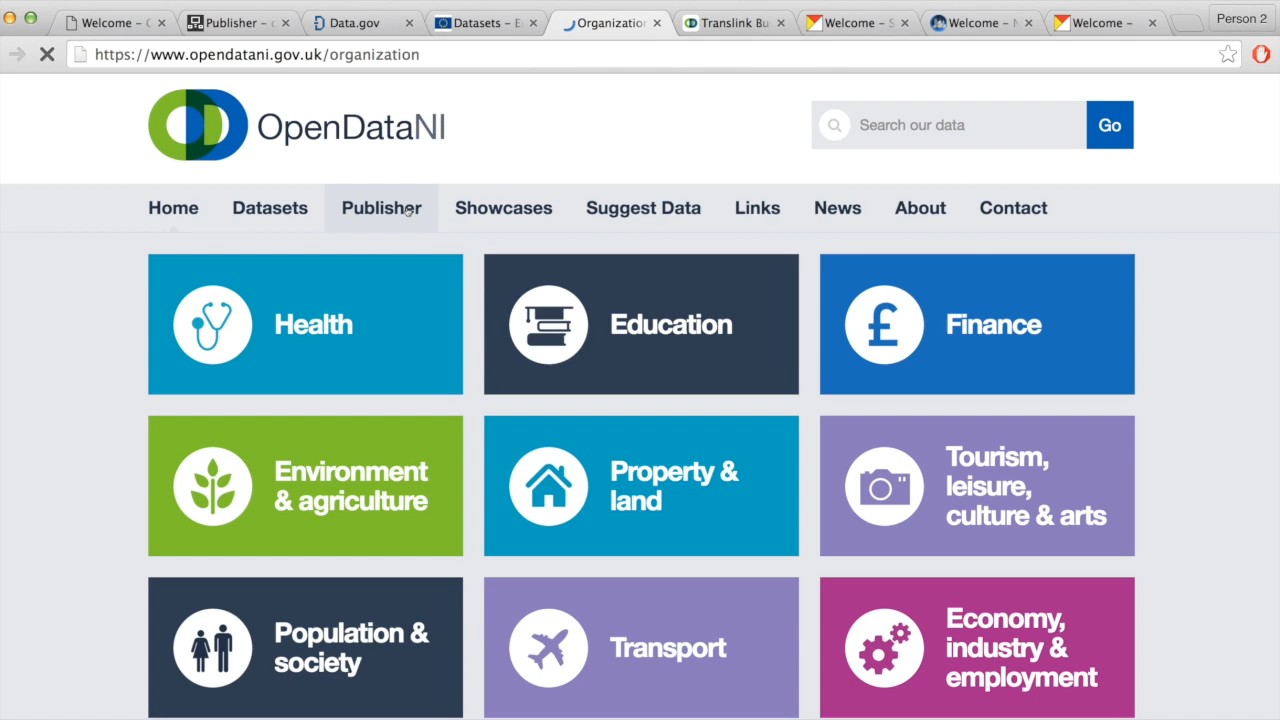 Welcome – C
Publisher – c
Data.gov
Datasets – E
Organization
Translink Bu
Welcome – S
Welcome – N
Welcome –
Person 2
https://www.opendatani.gov.uk/organization
OpenDataNI
Search our data
Go
Home
Datasets
Publisher
Showcases
Suggest Data
Links
News
About
Contact
Health
Education
Finance
Environment
& agriculture
Property &
land
Tourism,
leisure,
culture & arts
Population &
society
Transport
Economy,
industry &
employment